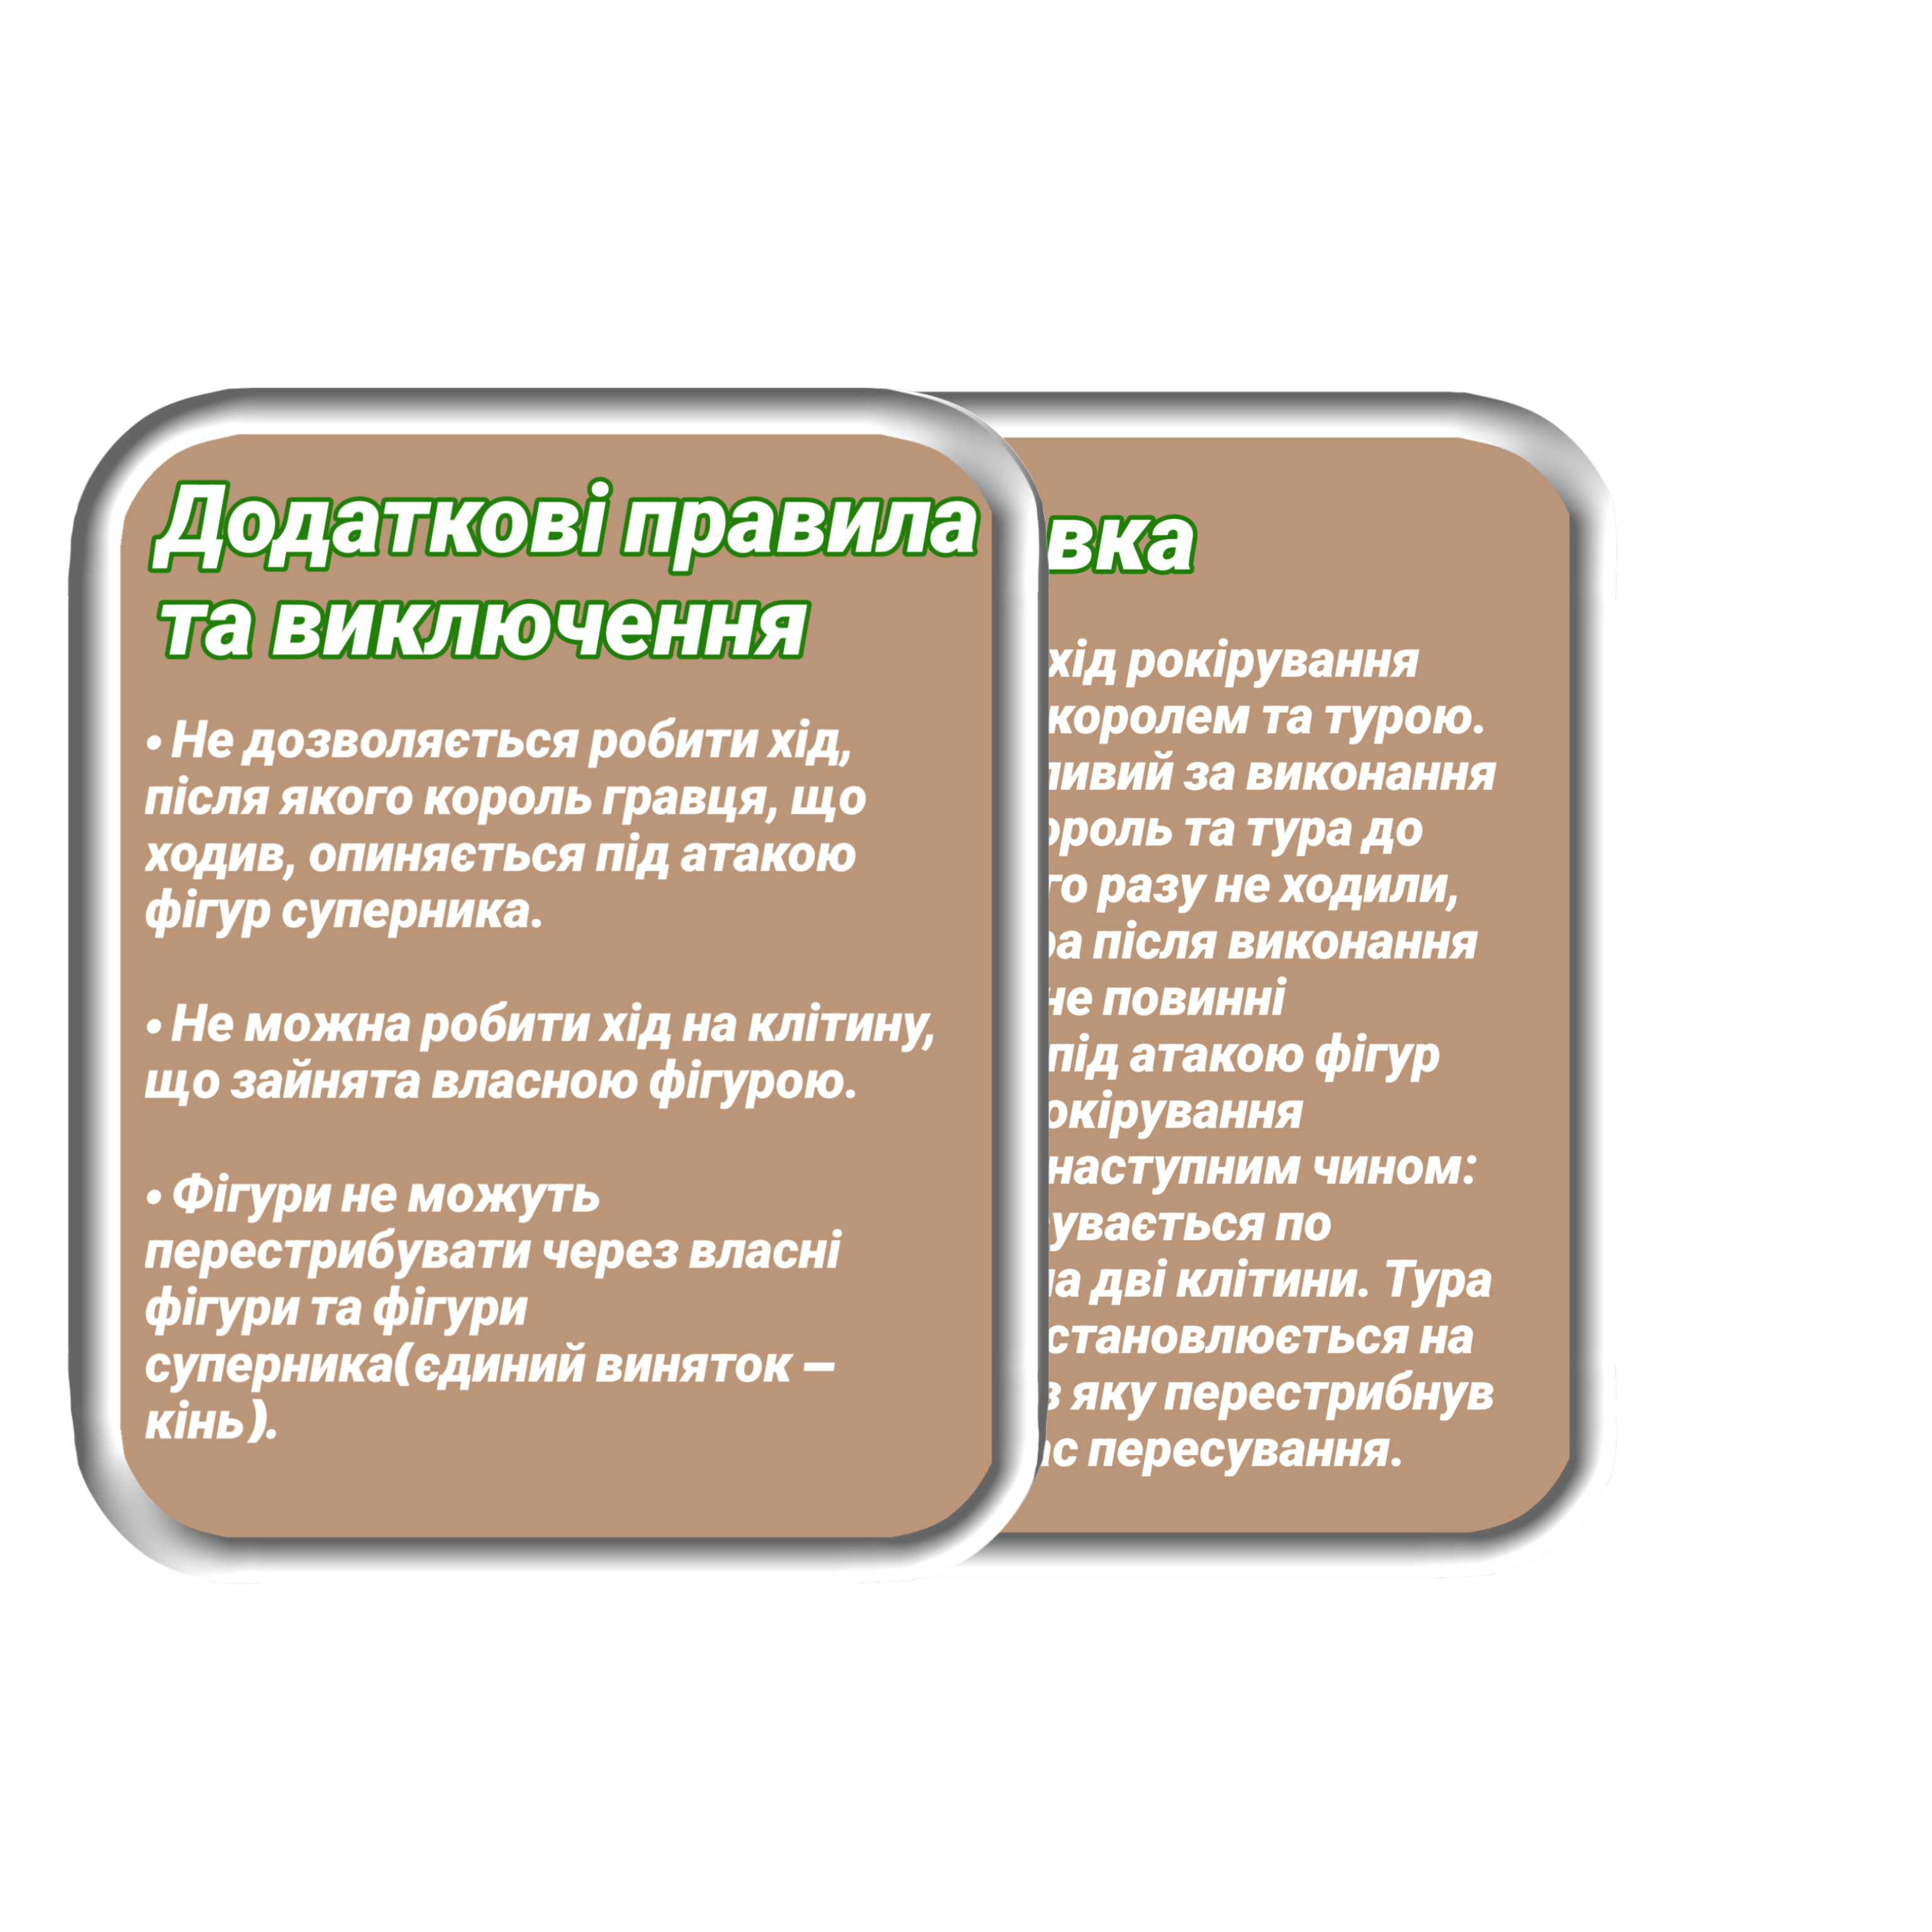 Додаткові правила
та виключення
• Не дозволяється робити хід,
після якого король гравця, що
ходив, опиняється під атакою
фігур суперника.
• Не можна робити хід на клітину,
що зайнята власною фігурою.
• Фігури не можуть
перестрибувати через власні
фігури та фігури
суперника(єдиний виняток –
кінь).
вка
хід рокірування
королем та турою.
ливий за виконання
ороль та тура до
го разу не ходили,
ра після виконання
не повинні
під атакою фігур
окірування
наступним чином:
увається по
на дві клітини. Тура
становлюється на
з яку перестрибнув
ас пересування.